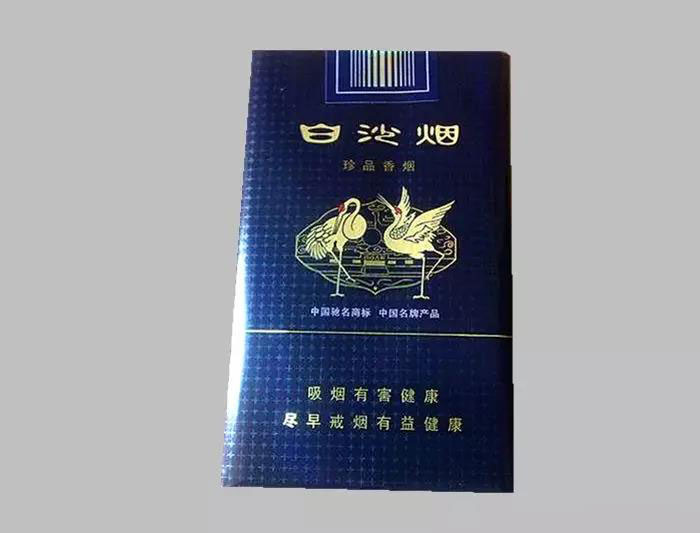 白沙烟
珍品香烟
中国驰名商标 中国名牌产品
吸烟有害健康
尽早戒烟有益健康